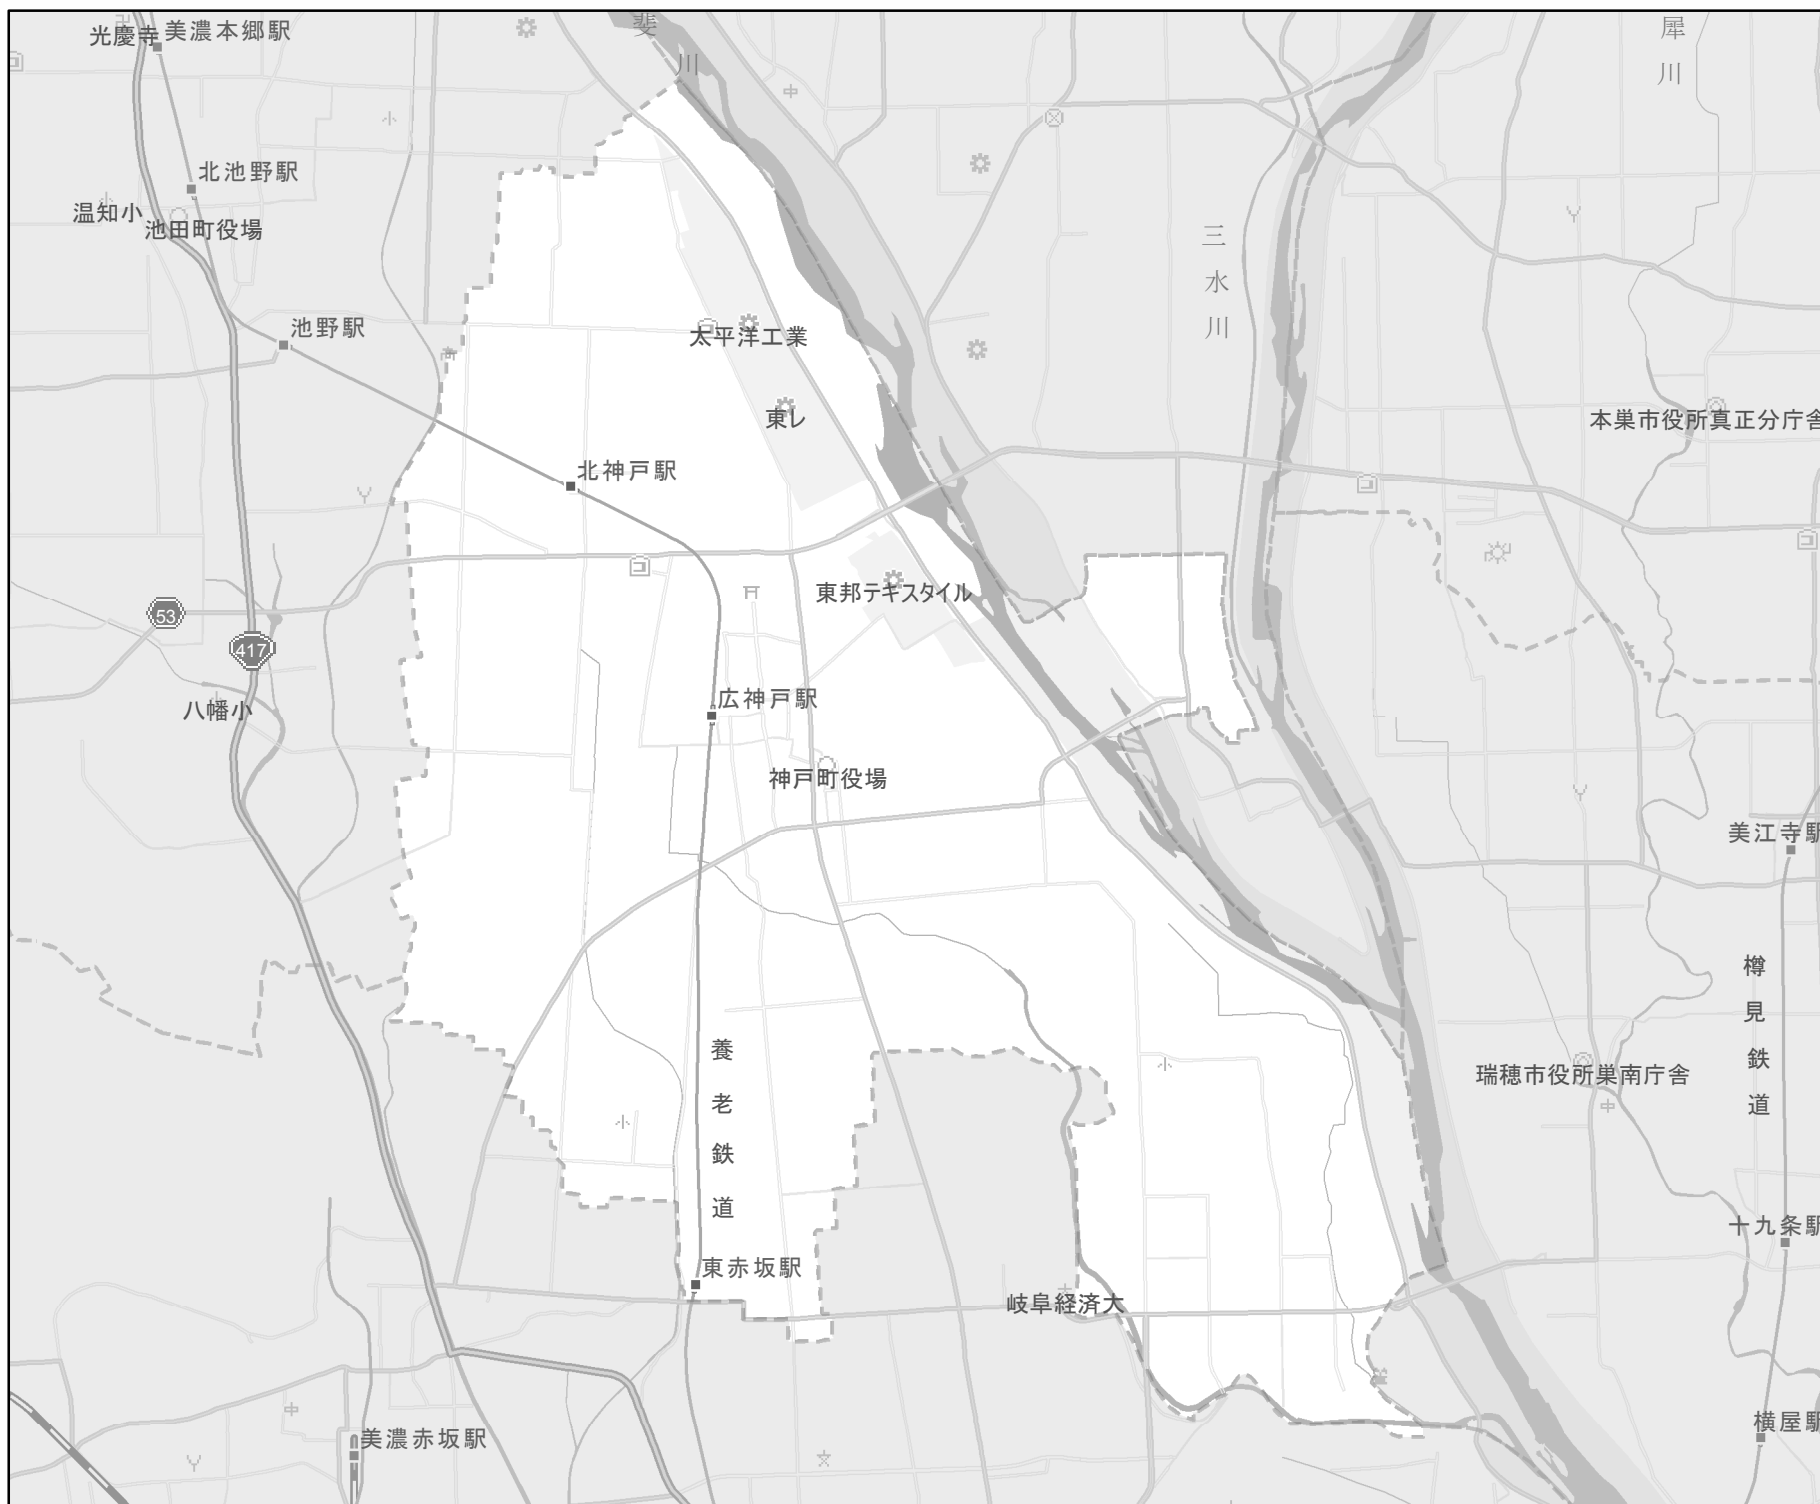 斐
川
犀
川
光慶寺
美濃本郷駅
北池野駅
温知小
池田町役場
三
水
川
池野駅
太平洋工業
東レ
本巣市役所真正分庁舎
北神戸駅
東邦テキスタイル
53
417
八幡小
広神戸駅
神戸町役場
美江寺駅
樽
見
鉄
道
養
老
鉄
道
瑞穂市役所巣南庁舎
十九条駅
東赤坂駅
岐阜経済大
横屋駅
美濃赤坂駅